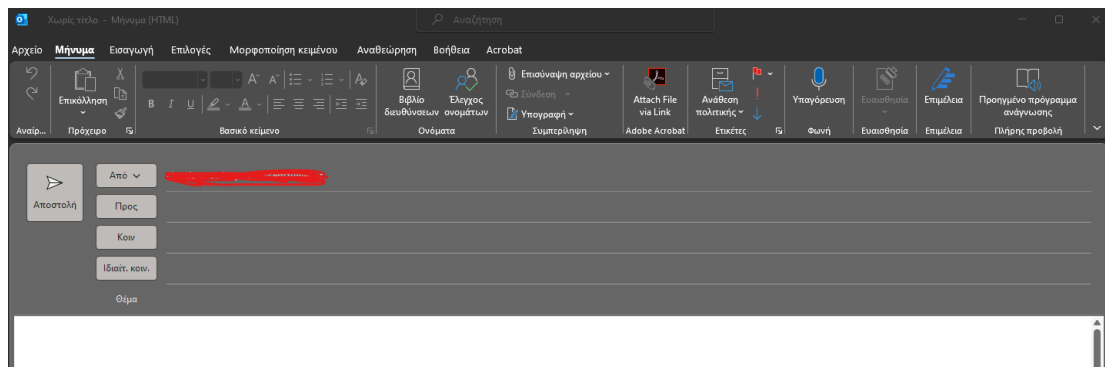 Χωρίς τίτλο - Μήνυμα (HTML)
Αναζήτηση
Αρχείο Μήνυμα Εισαγωγή Επιλογές Μορφοποίηση κειμένου Αναθεώρηση Βοήθεια Acrobat
Επικόλληση
B I U
Βιβλίο διευθύνσεων
Έλεγχος ονομάτων
Επισύναψη αρχείου
Σύνδεση
Υπογραφή
Attach File via Link
Ανάθεση πολιτικής
Υπαγόρευση
Ευαισθησία
Επιμέλεια
Προηγμένο πρόγραμμα ανάγνωσης
Αναίρ... Πρόχειρο Βασικό κείμενο Ονόματα Συμπερίληψη Adobe Acrobat Ετικέτες Φωνή Ευαισθησία Επιμέλεια Πλήρης προβολή
Αποστολή
Από
Προς
Κοιν
Ιδιαίτ. κοιν.
Θέμα